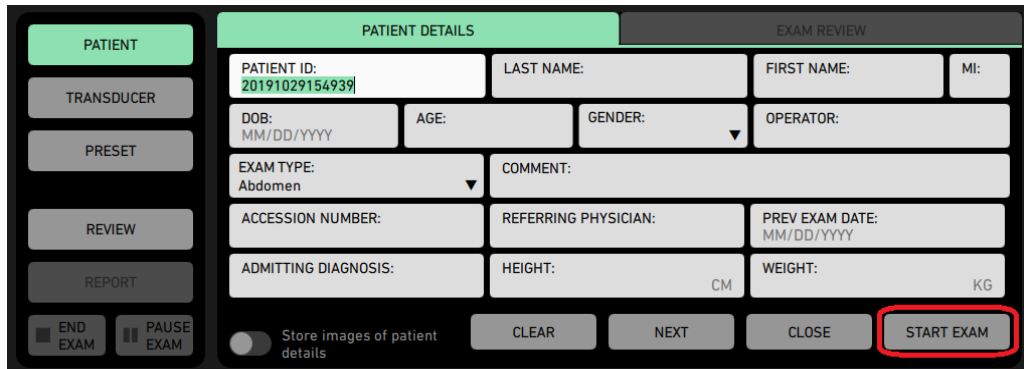 PATIENT
TRANSDUCER
PRESET
REVIEW
REPORT
END
EXAM
PAUSE
EXAM
PATIENT DETAILS
EXAM REVIEW
PATIENT ID:
20191029154939
LAST NAME:
FIRST NAME:
MI:
DOB:
MM/DD/YYYY
AGE:
GENDER:
OPERATOR:
EXAM TYPE:
Abdomen
COMMENT:
ACCESSION NUMBER:
REFERRING PHYSICIAN:
PREV EXAM DATE:
MM/DD/YYYY
ADMITTING DIAGNOSIS:
HEIGHT:
CM
WEIGHT:
KG
Store images of patient
details
CLEAR
NEXT
CLOSE
START EXAM